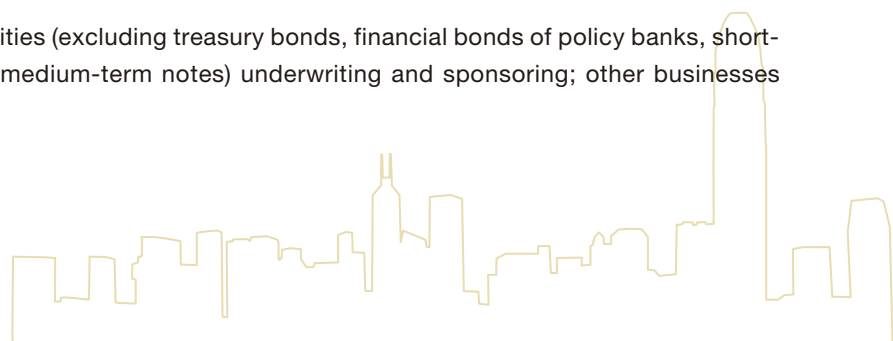 ities (excluding treasury bonds, financial bonds of policy banks, short-
medium-term notes) underwriting and sponsoring; other businesses